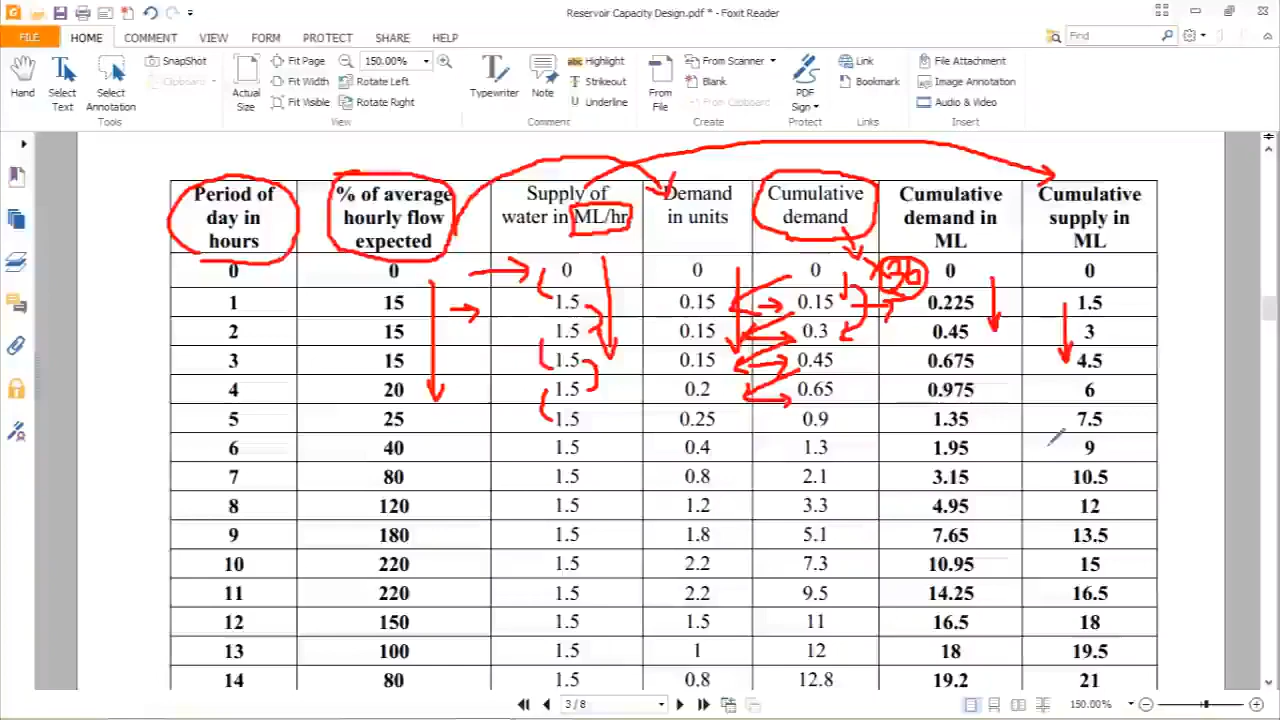 Reservoir Capacity Design.pdf * - Foxit Reader
FILE HOME COMMENT VIEW FORM PROTECT SHARE HELP Find
Hand
Select Text
Select Annotation
SnapShot
Clipboard
Tools
Actual Size
Fit Page
Fit Width
Fit Visible
150.00%
Rotate Left
Rotate Right
View
Typewriter
Note
Highlight
Strikeout
Underline
Comment
From File
From Scanner
Blank
From Clipboard
Create
PDF Sign
Protect
Link
Bookmark
Links
File Attachment
Image Annotation
Audio & Video
Insert
Period of day in hours % of average hourly flow expected Supply of water in ML/hr Demand in units Cumulative demand Cumulative demand in ML Cumulative supply in ML
0 0 0 0 0 0 0
1 15 1.5 0.15 0.15 0.225 1.5
2 15 1.5 0.15 0.3 0.45 3
3 15 1.5 0.15 0.45 0.675 4.5
4 20 1.5 0.2 0.65 0.975 6
5 25 1.5 0.25 0.9 1.35 7.5
6 40 1.5 0.4 1.3 1.95 9
7 80 1.5 0.8 2.1 3.15 10.5
8 120 1.5 1.2 3.3 4.95 12
9 180 1.5 1.8 5.1 7.65 13.5
10 220 1.5 2.2 7.3 10.95 15
11 220 1.5 2.2 9.5 14.25 16.5
12 150 1.5 1.5 11 16.5 18
13 100 1.5 1 12 18 19.5
14 80 1.5 0.8 12.8 19.2 21
3 / 8 150.00%